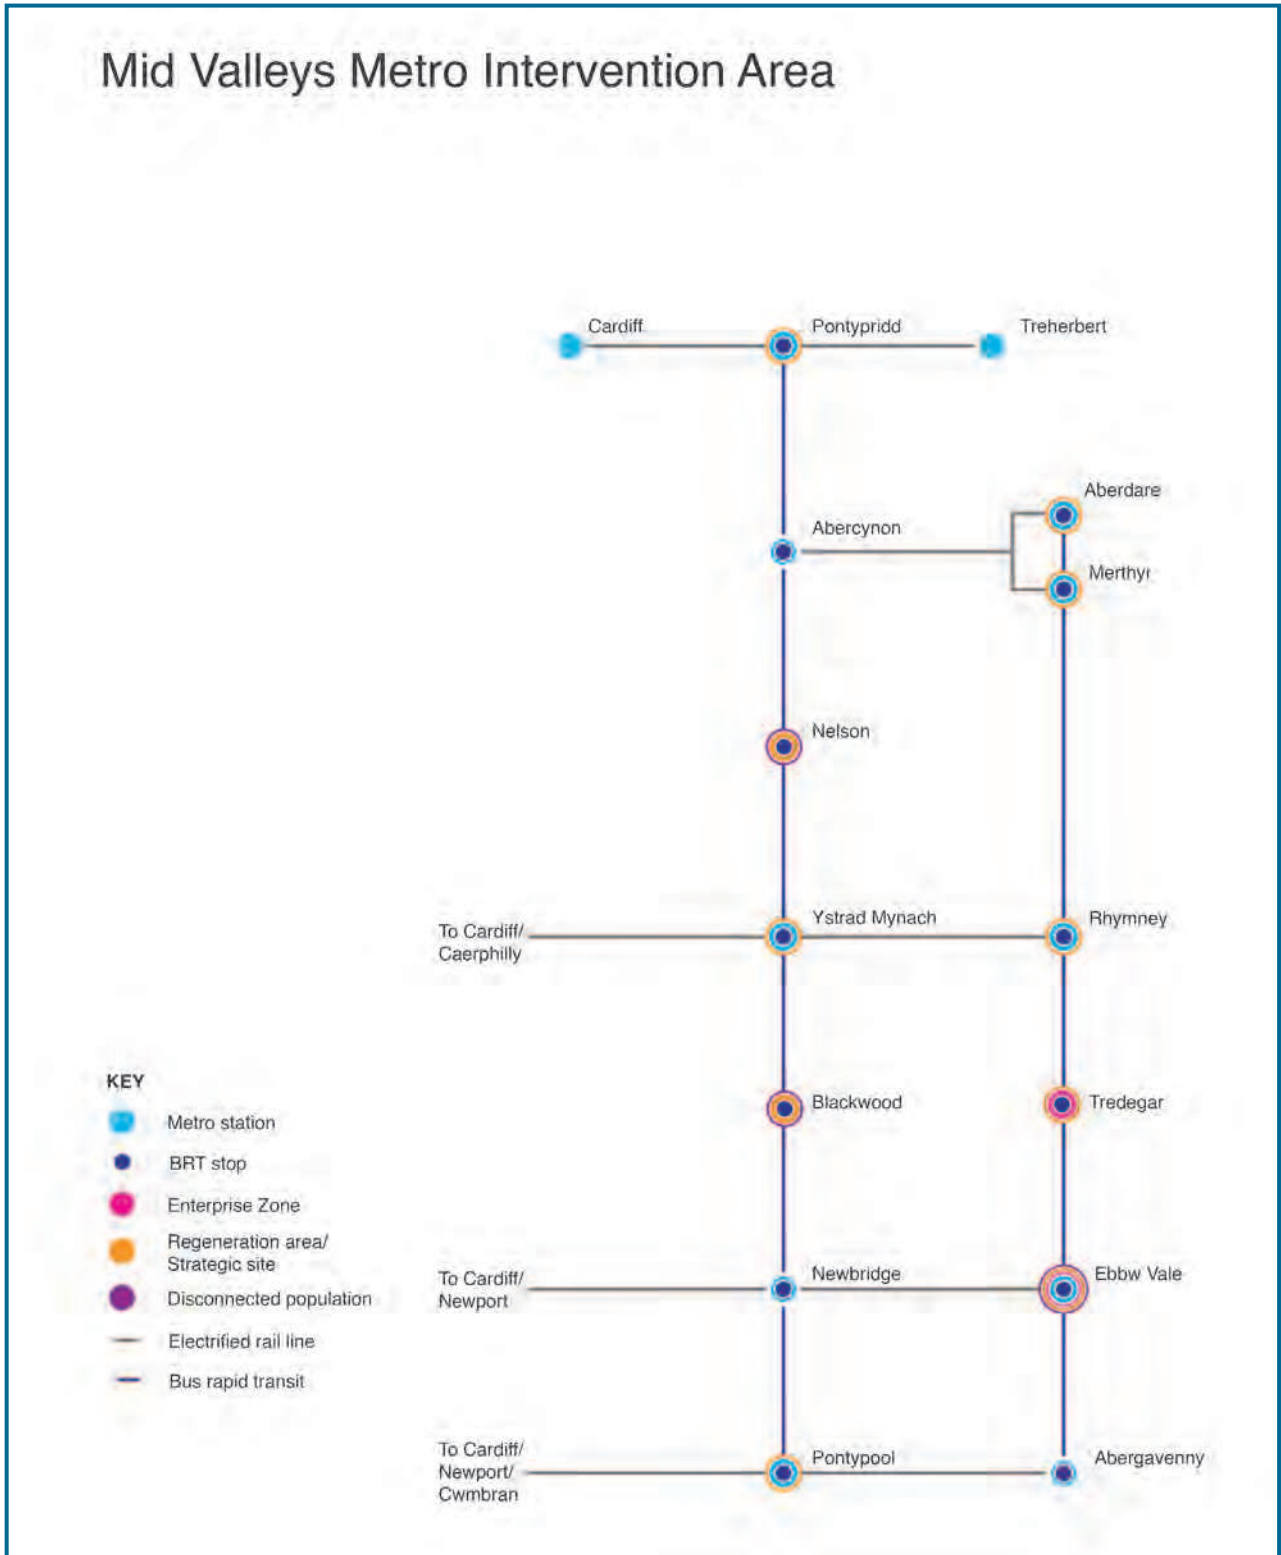 Mid Valleys Metro Intervention Area
Cardiff
Pontypridd
Treherbert
Aberdare
Abercynon
Merthyr
Nelson
Ystrad Mynach
Rhymney
To Cardiff/
Caerphilly
KEY
Metro station
BRT stop
Enterprise Zone
Regeneration area/
Strategic site
Disconnected population
Electrified rail line
Bus rapid transit
Blackwood
Tredegar
Newbridge
Ebbw Vale
To Cardiff/
Newport
Pontypool
Abergavenny
To Cardiff/
Newport/
Cwmbran